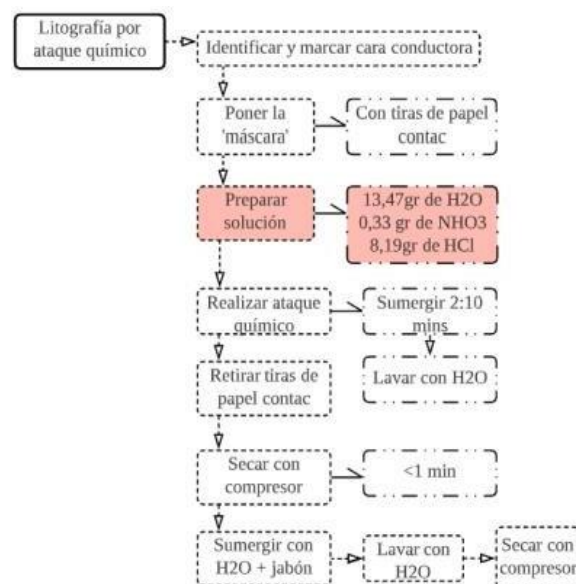 Litografía por
ataque químico
Identificar y marcar cara conductora
Poner la
'máscara'
Con tiras de papel
contac
Preparar
solución
13,47gr de H2O
0,33 gr de NHO3
8,19gr de HCl
Realizar ataque
químico
Sumergir 2:10
mins
Lavar con H2O
Retirar tiras de
papel contac
Secar con
compresor
<1 min
Sumergir con
H2O + jabón
Lavar con
H2O
Secar con
compresor